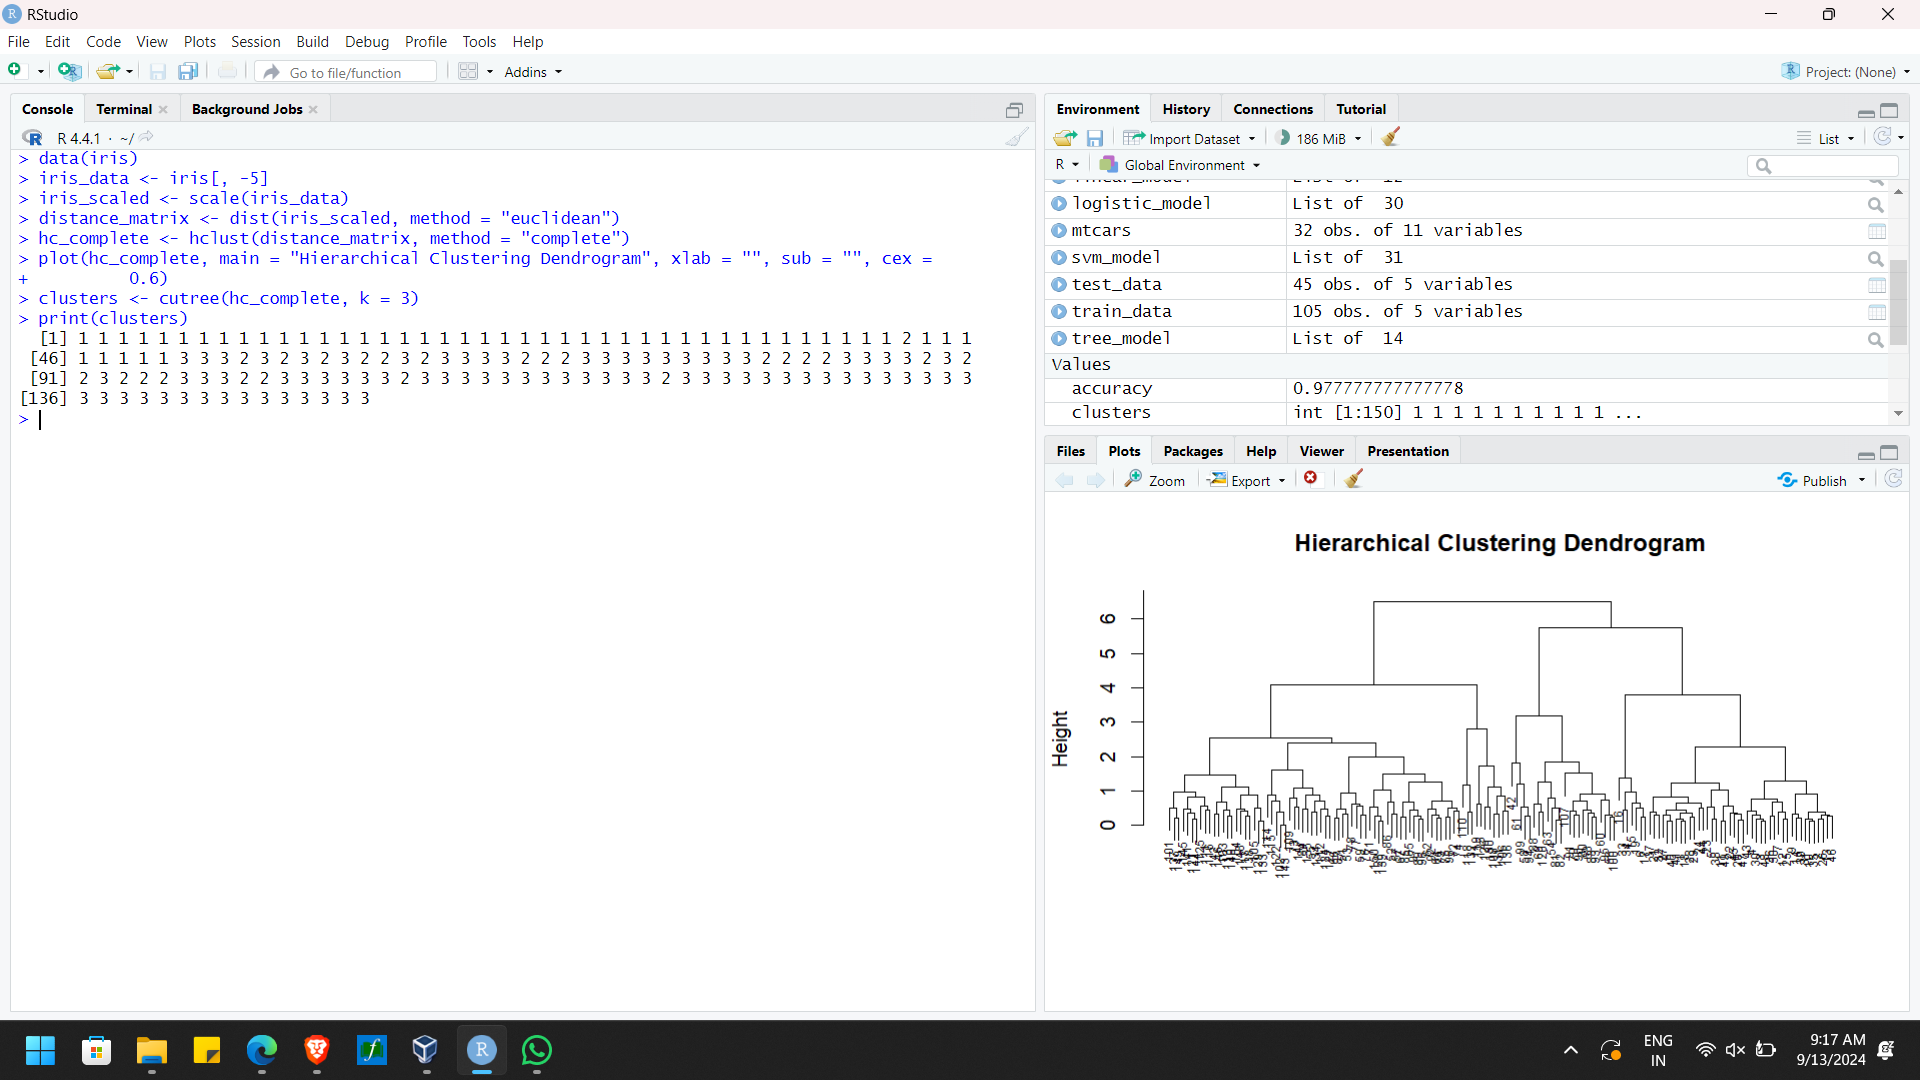 RStudio
File Edit Code View Plots Session Build Debug Profile Tools Help
Go to file/function
Addins
Project: (None)
Console Terminal Background Jobs
R 4.4.1 · ~/
> data(iris)
> iris_data <- iris[, -5]
> iris_scaled <- scale(iris_data)
> distance_matrix <- dist(iris_scaled, method = "euclidean")
> hc_complete <- hclust(distance_matrix, method = "complete")
> plot(hc_complete, main = "Hierarchical Clustering Dendrogram", xlab = "", sub = "", cex =
+ 0.6)
> clusters <- cutree(hc_complete, k = 3)
> print(clusters)
[1] 1 1 1 1 1 1 1 1 1 1 1 1 1 1 1 1 1 1 1 1 1 1 1 1 1 1 1 1 1 1 1 1 1 1 1 1 1 1 1 1 1 2 1 1 1
[46] 1 1 1 1 1 3 3 3 2 3 2 3 2 3 2 2 3 2 3 3 3 3 2 2 2 3 3 3 3 3 3 3 3 3 2 2 2 2 3 3 3 3 2 3 2
[91] 2 3 2 2 2 3 3 3 2 2 3 3 3 3 3 3 2 3 3 3 3 3 3 3 3 3 3 3 3 2 3 3 3 3 3 3 3 3 3 3 3 3 3 3 3
[136] 3 3 3 3 3 3 3 3 3 3 3 3 3 3 3
>
Environment History Connections Tutorial
Import Dataset 186 MiB List
R Global Environment
logistic_model List of 30
mtcars 32 obs. of 11 variables
svm_model List of 31
test_data 45 obs. of 5 variables
train_data 105 obs. of 5 variables
tree_model List of 14
Values
accuracy 0.977777777777778
clusters int [1:150] 1 1 1 1 1 1 1 1 1 1 ...
Files Plots Packages Help Viewer Presentation
Zoom Export Publish
Hierarchical Clustering Dendrogram
Height
6
5
4
3
2
1
0
42
61
107
16
110
ENG
IN
9:17 AM
9/13/2024